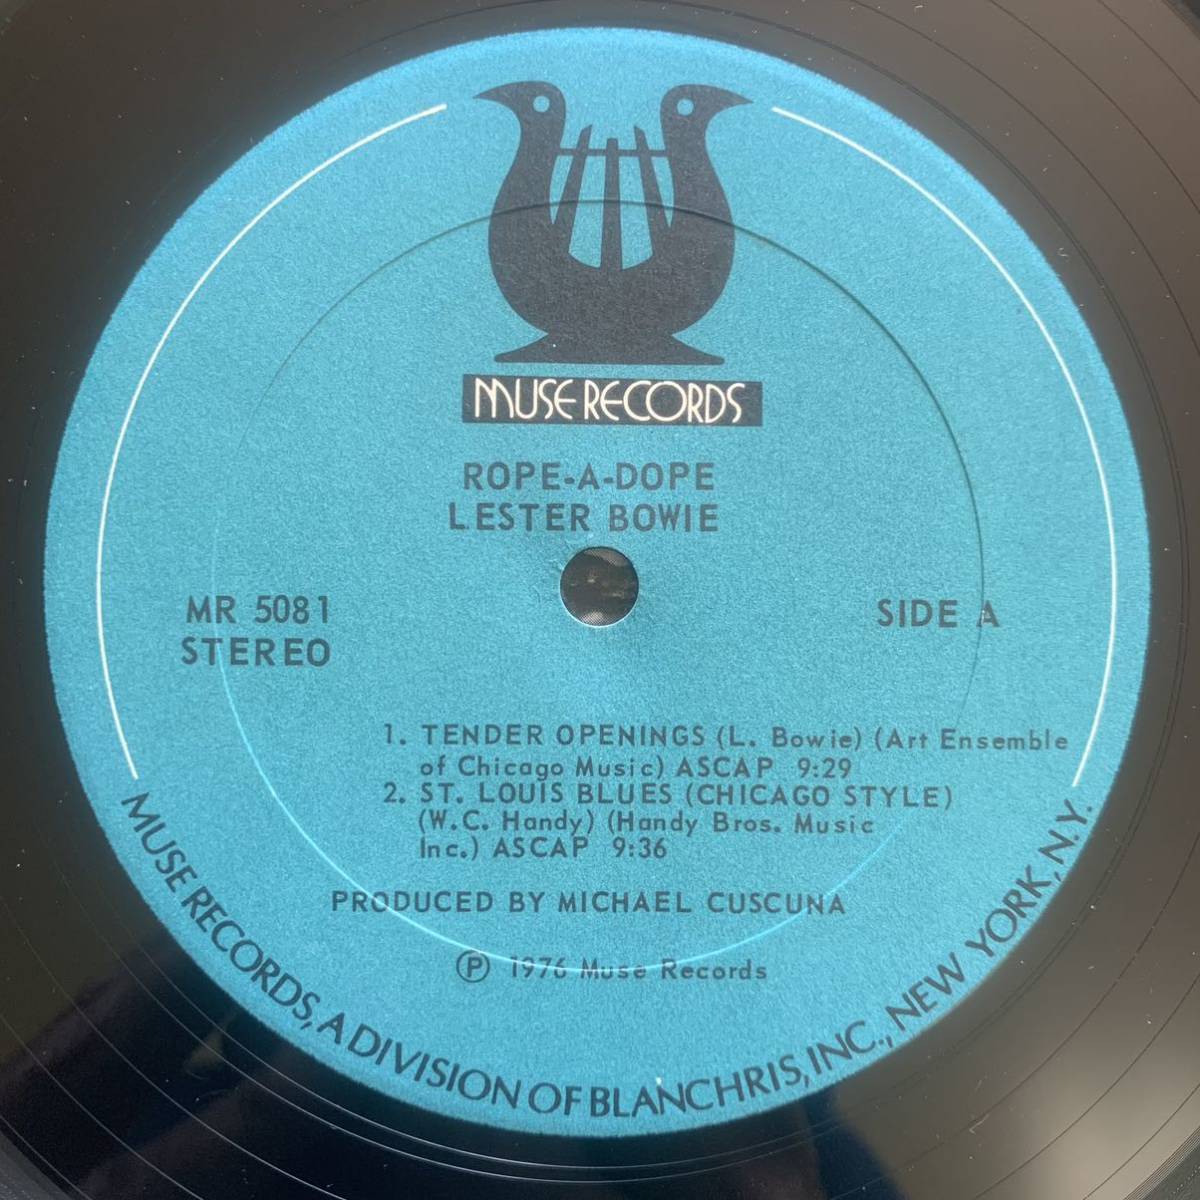 MUSE RECORDS
ROPE-A-DOPE
LESTER BOWIE
MR 5081
STEREO
SIDE A
1. TENDER OPENINGS (L. Bowie) (Art Ensemble
of Chicago Music) ASCAP 9:29
2. ST. LOUIS BLUES (CHICAGO STYLE)
(W.C. Handy) (Handy Bros. Music
Inc.) ASCAP 9:36
PRODUCED BY MICHAEL CUSCUNA
Ⓟ 1976 Muse Records
MUSE RECORDS, A DIVISION OF BLANCHRIS, INC., NEW YORK, N.Y.